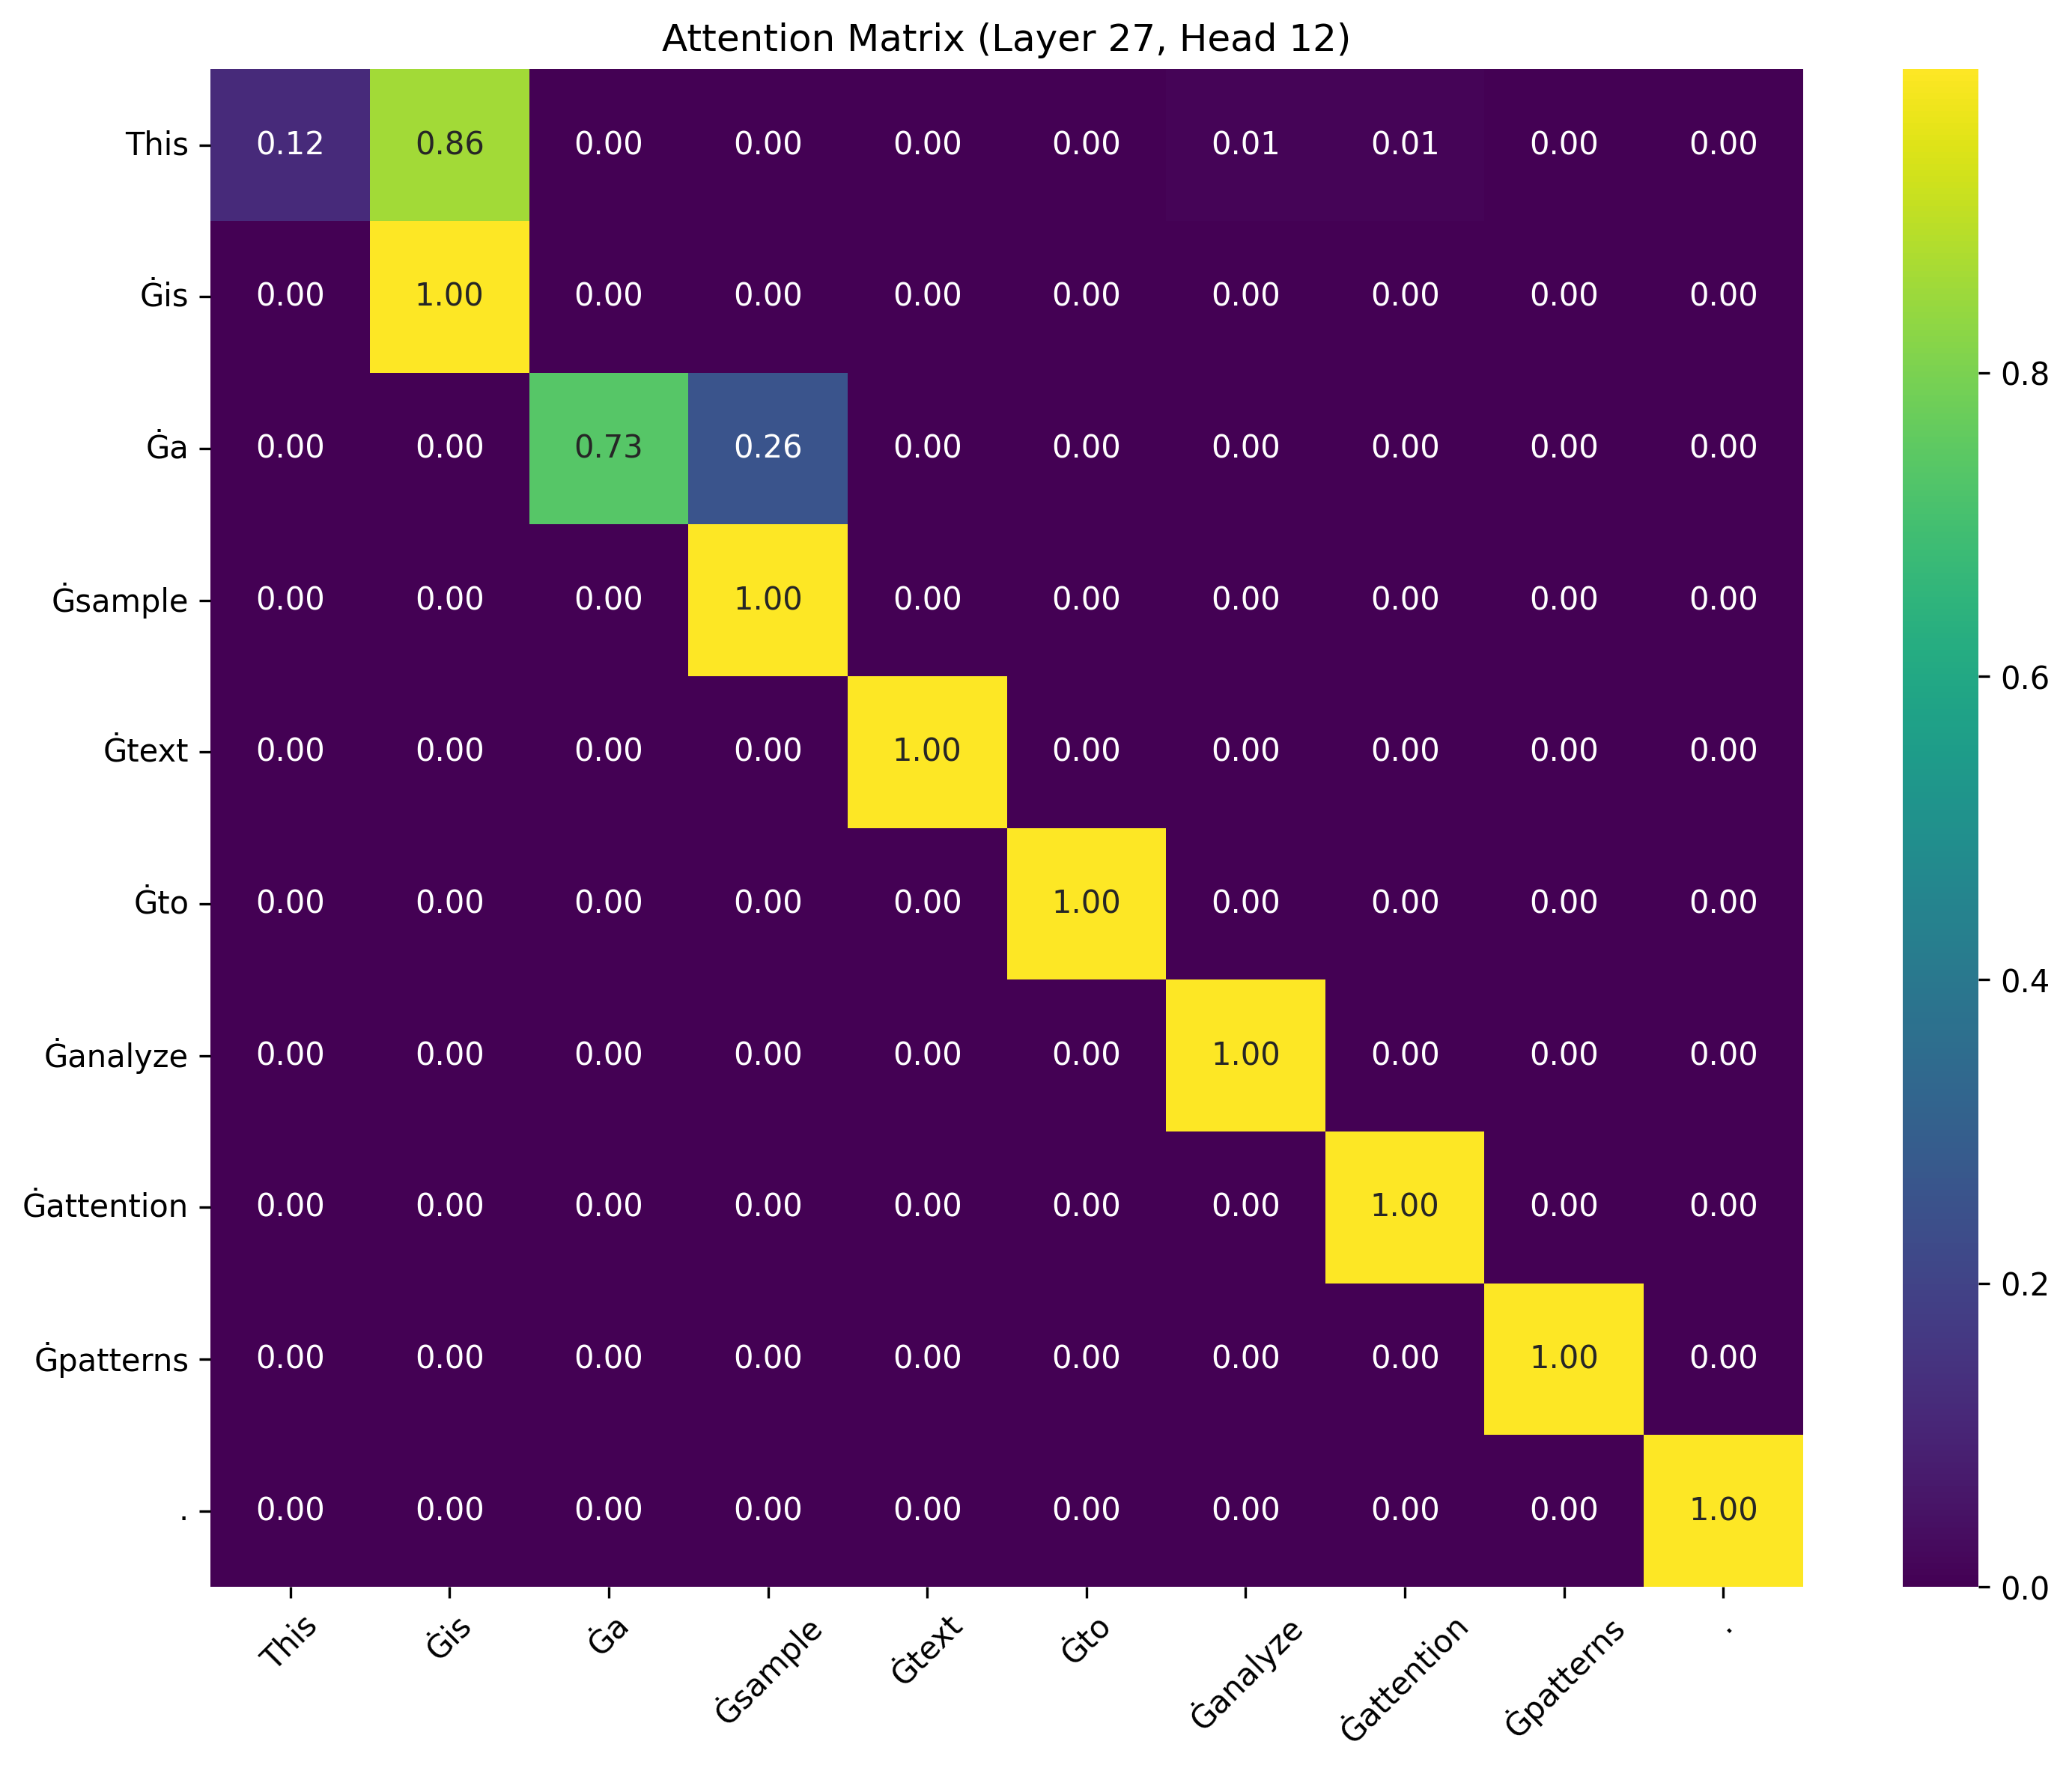 Attention Matrix (Layer 27, Head 12)
This 0.12 0.86 0.00 0.00 0.00 0.00 0.01 0.01 0.00 0.00
Ġis 0.00 1.00 0.00 0.00 0.00 0.00 0.00 0.00 0.00 0.00
Ġa 0.00 0.00 0.73 0.26 0.00 0.00 0.00 0.00 0.00 0.00
Ġsample 0.00 0.00 0.00 1.00 0.00 0.00 0.00 0.00 0.00 0.00
Ġtext 0.00 0.00 0.00 0.00 1.00 0.00 0.00 0.00 0.00 0.00
Ġto 0.00 0.00 0.00 0.00 0.00 1.00 0.00 0.00 0.00 0.00
Ġanalyze 0.00 0.00 0.00 0.00 0.00 0.00 1.00 0.00 0.00 0.00
Ġattention 0.00 0.00 0.00 0.00 0.00 0.00 0.00 1.00 0.00 0.00
Ġpatterns 0.00 0.00 0.00 0.00 0.00 0.00 0.00 0.00 1.00 0.00
. 0.00 0.00 0.00 0.00 0.00 0.00 0.00 0.00 0.00 1.00
This Ġis Ġa Ġsample Ġtext Ġto Ġanalyze Ġattention Ġpatterns .
0.8
0.6
0.4
0.2
0.0